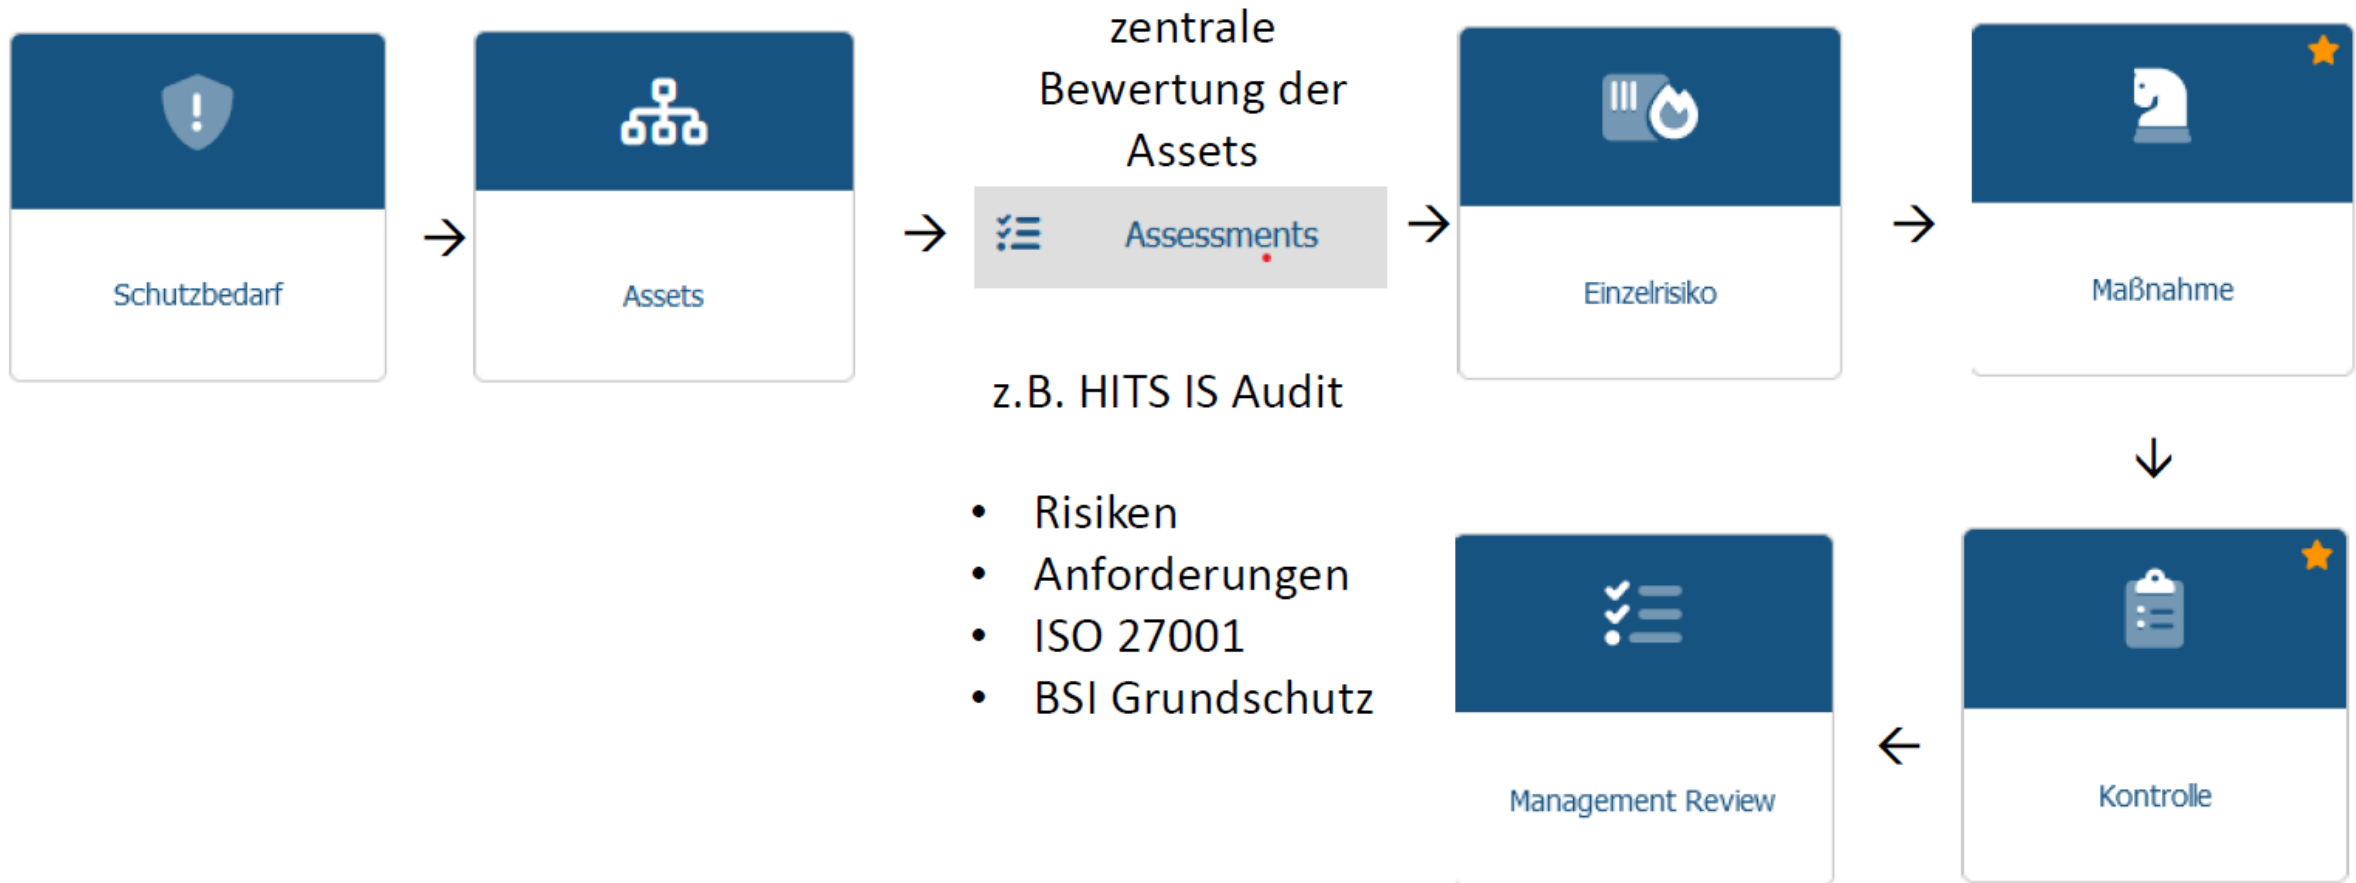 Schutzbedarf
Assets
zentrale
Bewertung der
Assets
Assessments
z.B. HITS IS Audit
• Risiken
• Anforderungen
• ISO 27001
• BSI Grundschutz
Einzelrisiko
Maßnahme
Kontrolle
Management Review